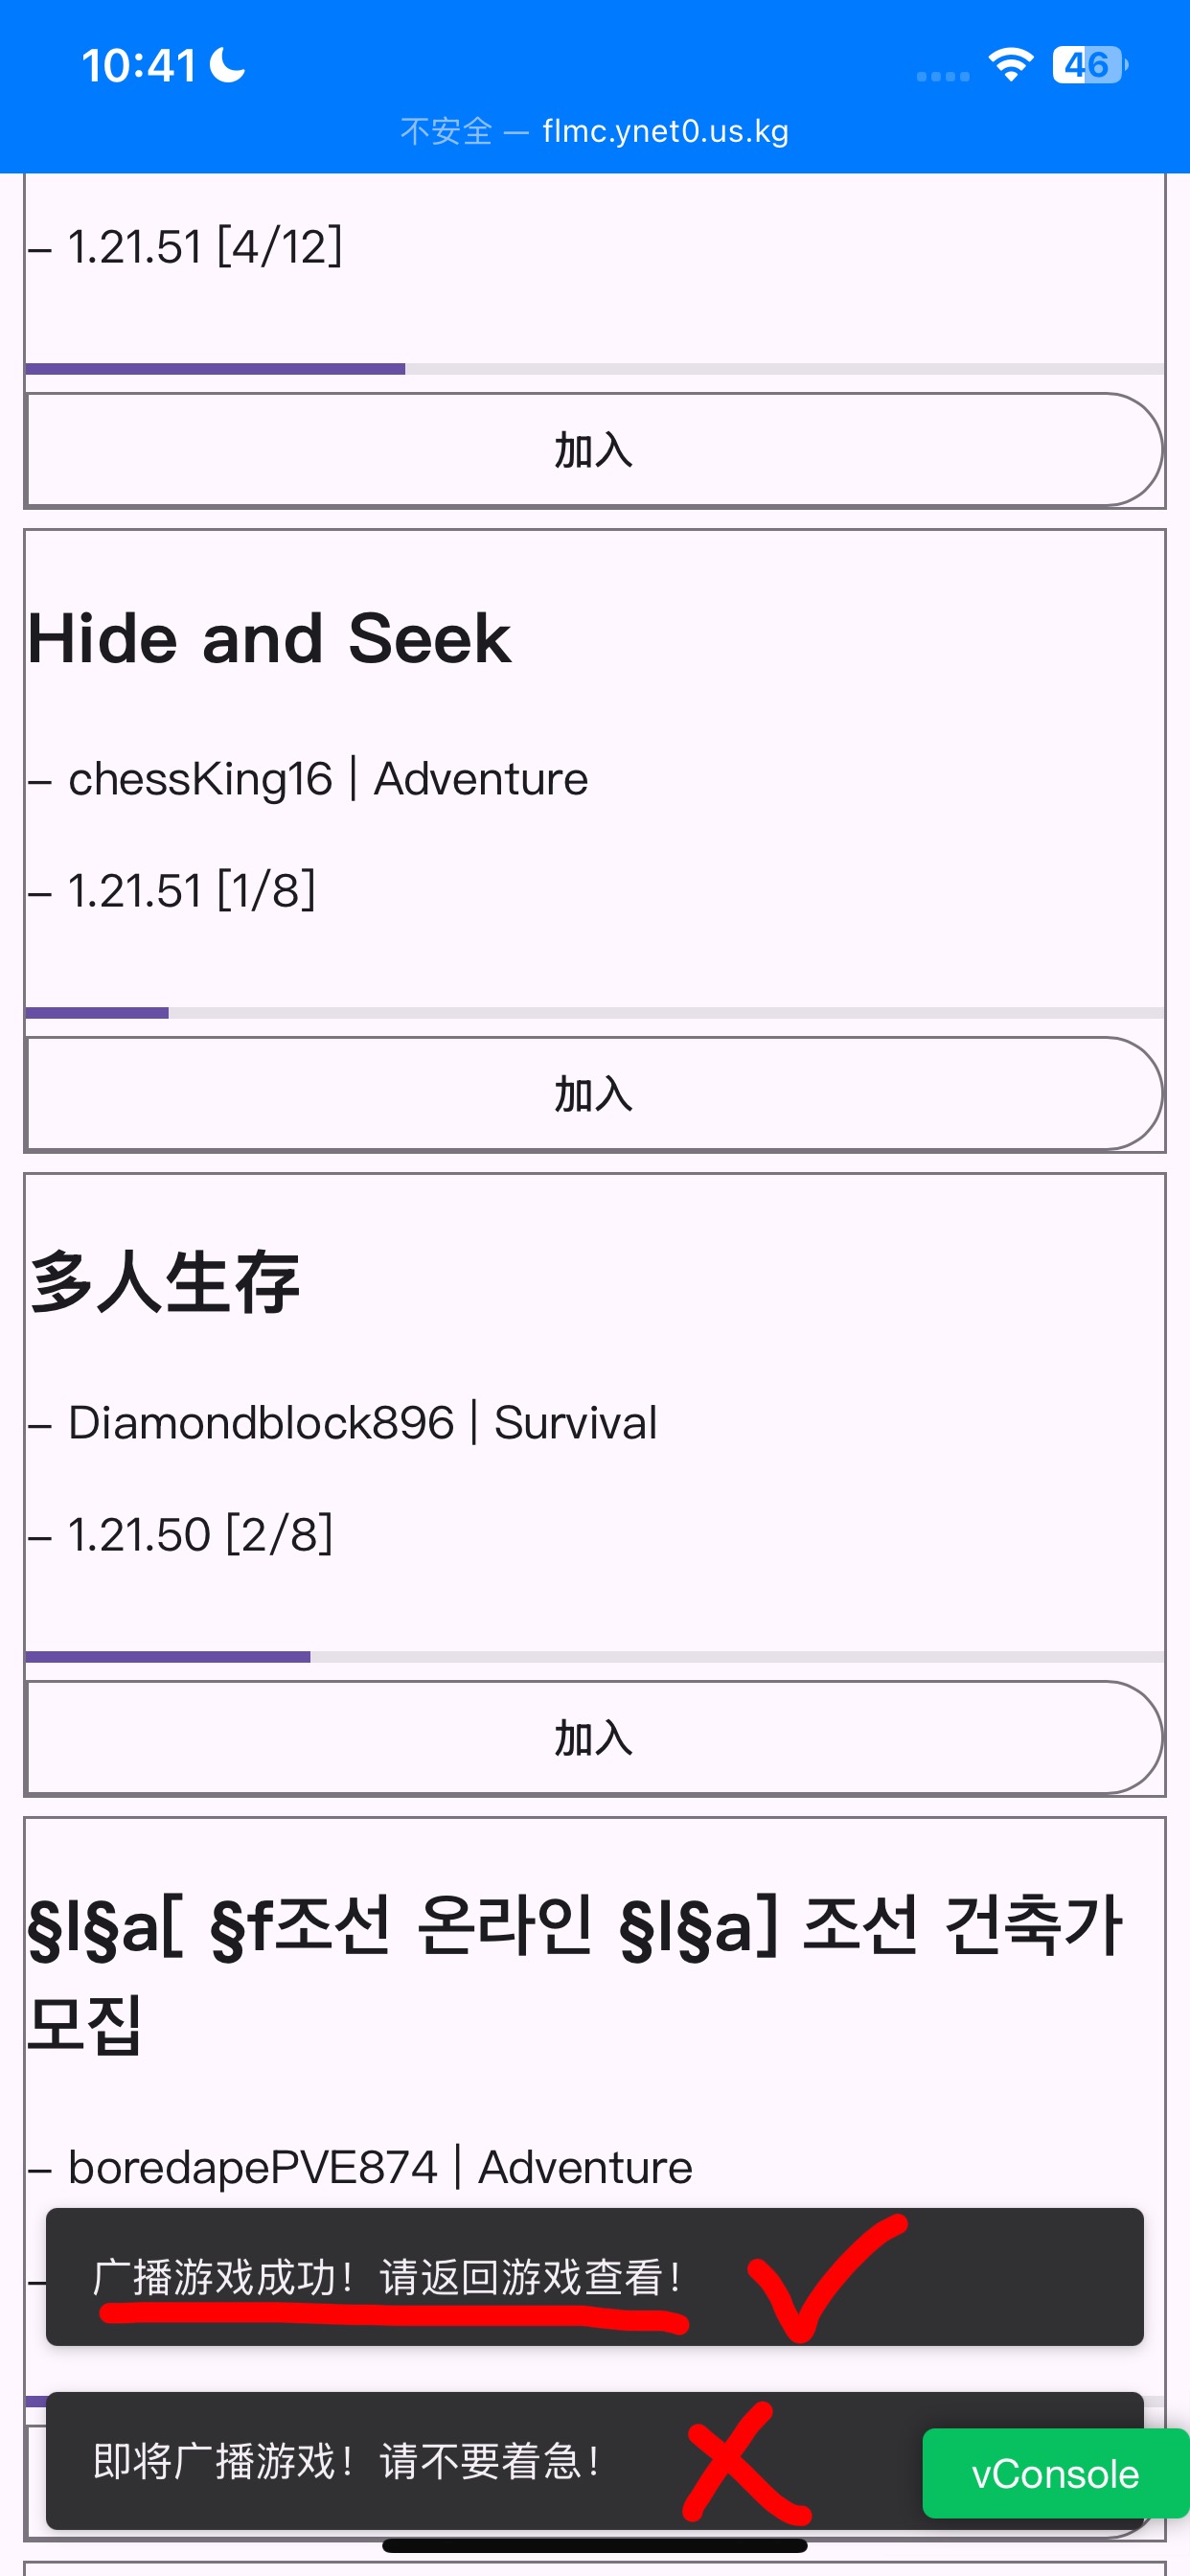 10:41
46
不安全 — flmc.ynet0.us.kg
– 1.21.51 [4/12]
加入
Hide and Seek
– chessKing16 | Adventure
– 1.21.51 [1/8]
加入
多人生存
– Diamondblock896 | Survival
– 1.21.50 [2/8]
加入
§l§a[ §f조선 온라인 §l§a] 조선 건축가
모집
– boredapePVE874 | Adventure
–
广播游戏成功！请返回游戏查看！
即将广播游戏！请不要着急！
vConsole